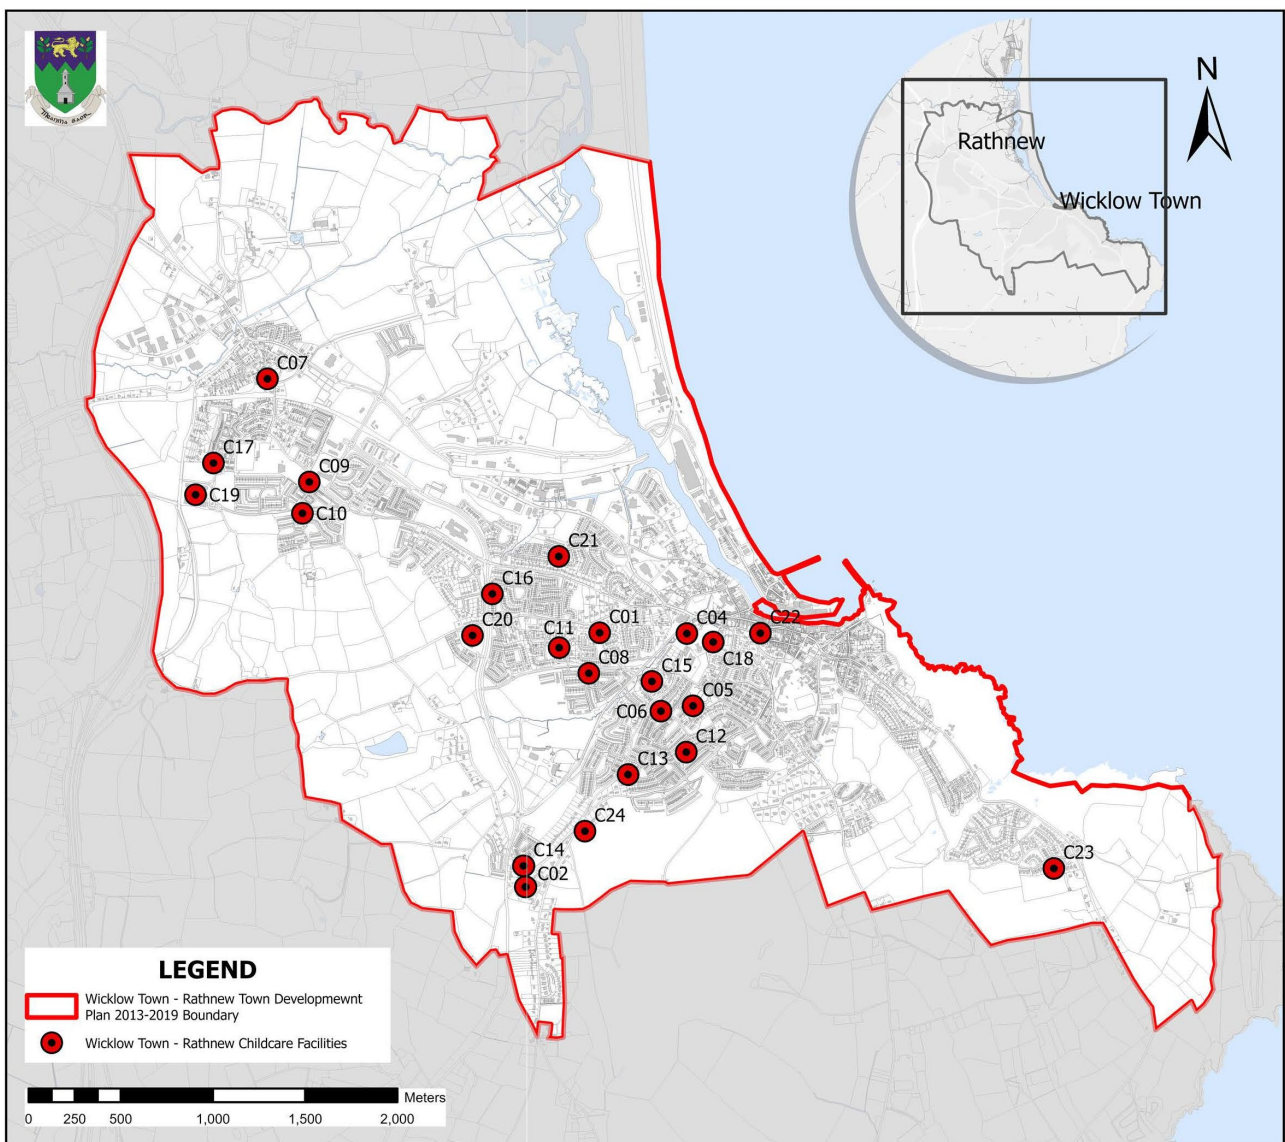 N
Rathnew
Wicklow Town
C07
C17
C09
C19
C10
C21
C16
C20
C01
C11
C04
C22
C18
C08
C15
C05
C06
C12
C13
C24
C14
C02
C23
LEGEND
Wicklow Town - Rathnew Town Developmewnt
Plan 2013-2019 Boundary
Wicklow Town - Rathnew Childcare Facilities
Meters
0 250 500 1,000 1,500 2,000